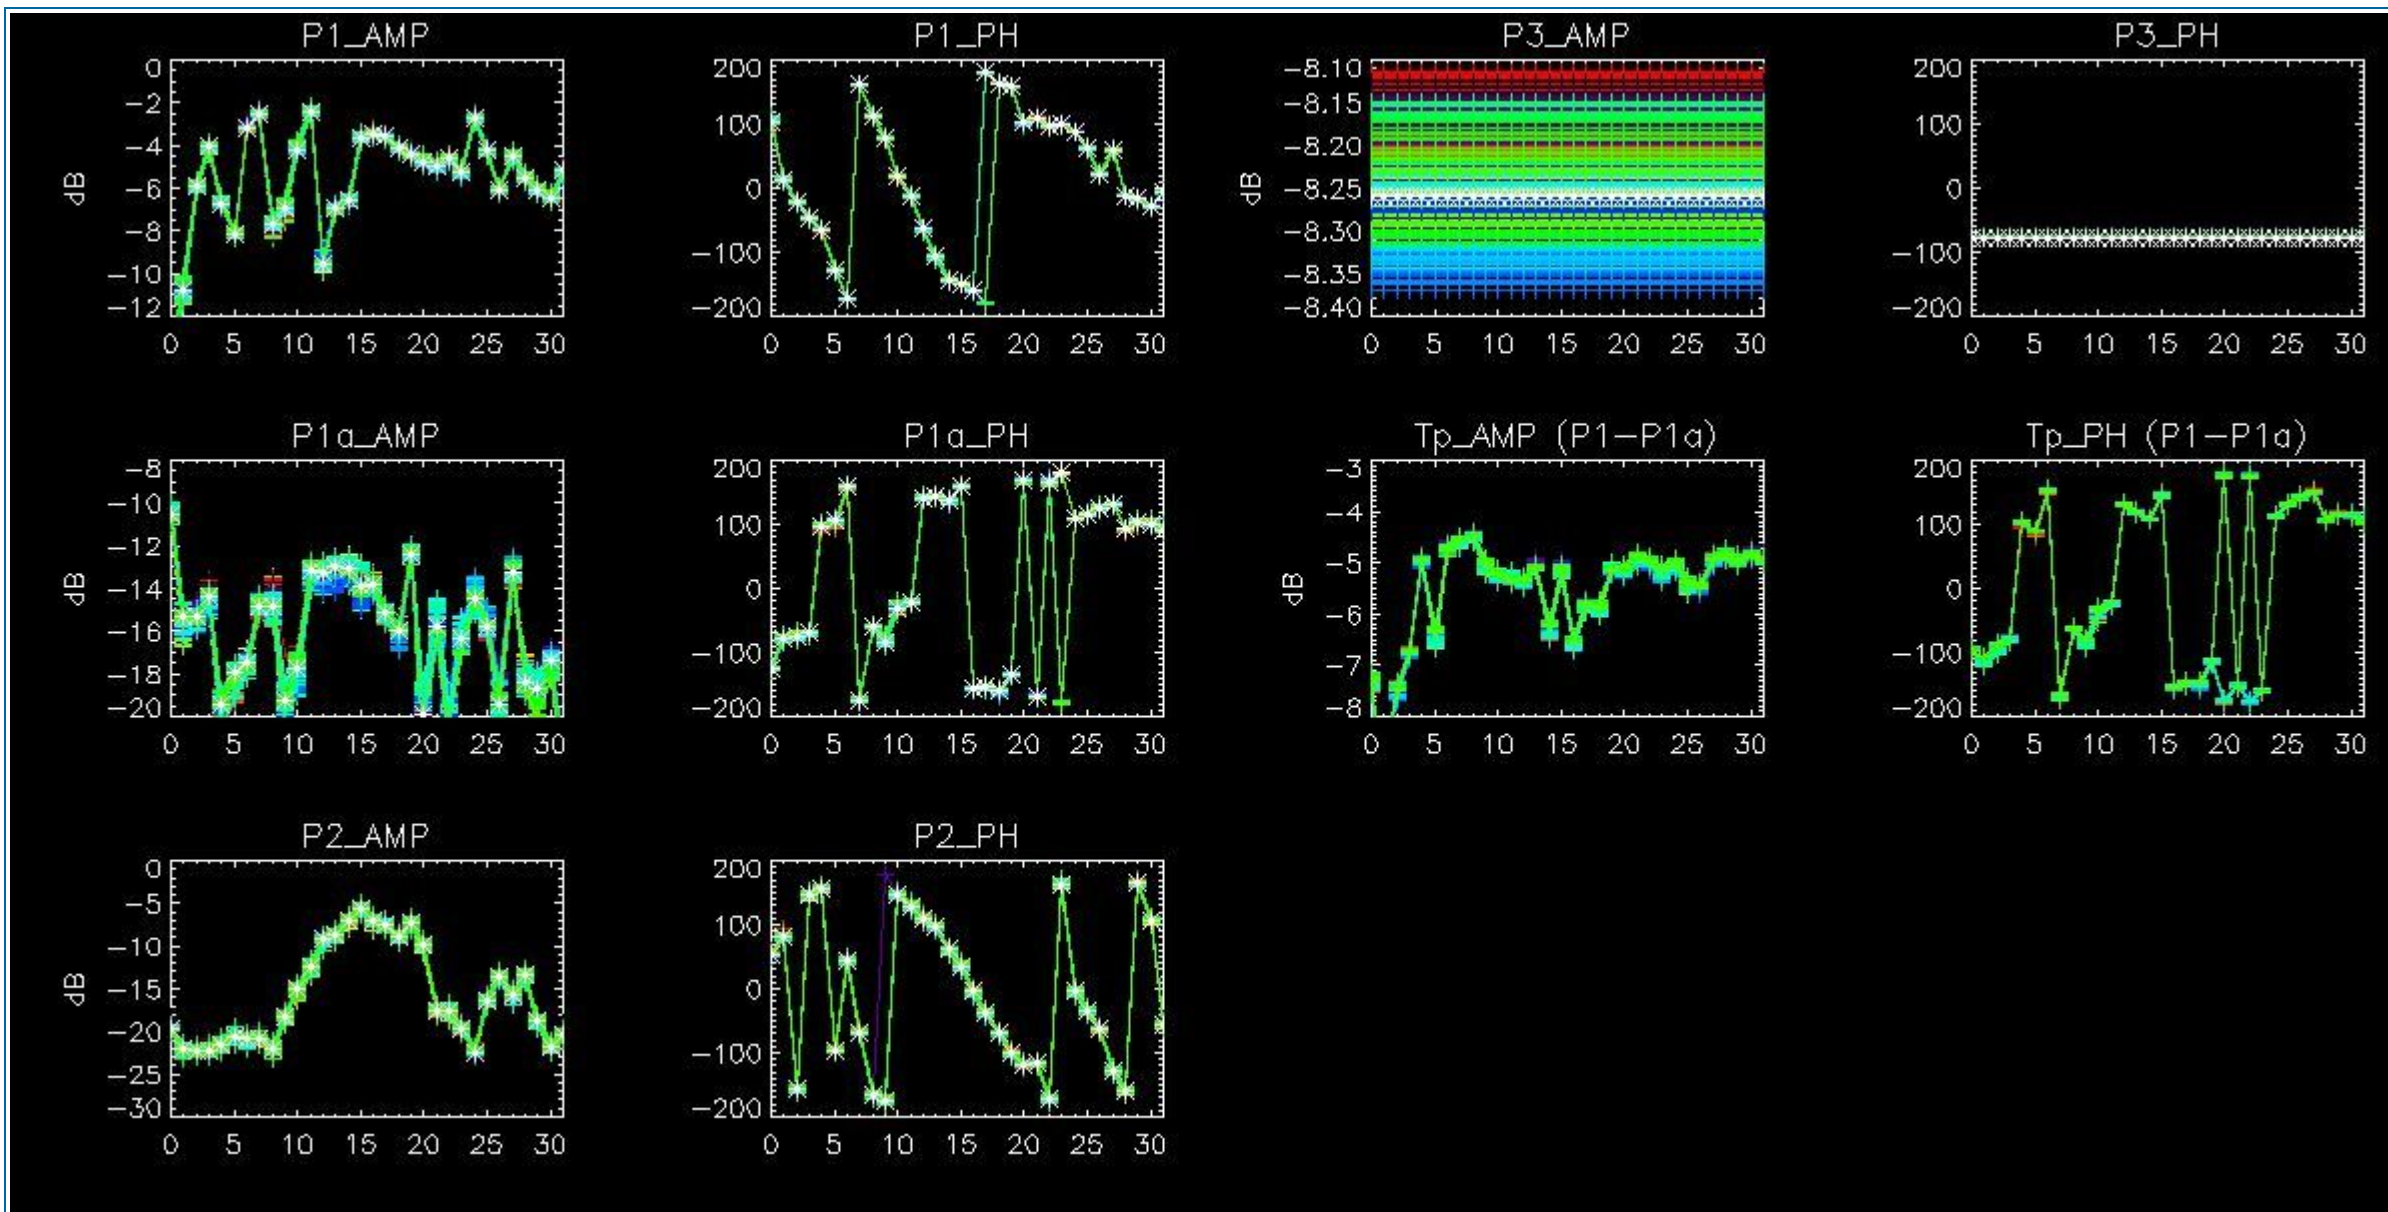 P1_AMP
0
−2
−4
−6
−8
−10
−12
dB
0 5 10 15 20 25 30
P1_PH
200
100
0
−100
−200
0 5 10 15 20 25 30
P3_AMP
−8.10
−8.15
−8.20
−8.25
−8.30
−8.35
−8.40
dB
0 5 10 15 20 25 30
P3_PH
200
100
0
−100
−200
0 5 10 15 20 25 30
P1a_AMP
−8
−10
−12
−14
−16
−18
−20
dB
0 5 10 15 20 25 30
P1a_PH
200
100
0
−100
−200
0 5 10 15 20 25 30
Tp_AMP (P1−P1a)
−3
−4
−5
−6
−7
−8
dB
0 5 10 15 20 25 30
Tp_PH (P1−P1a)
200
100
0
−100
−200
0 5 10 15 20 25 30
P2_AMP
0
−5
−10
−15
−20
−25
−30
dB
0 5 10 15 20 25 30
P2_PH
200
100
0
−100
−200
0 5 10 15 20 25 30